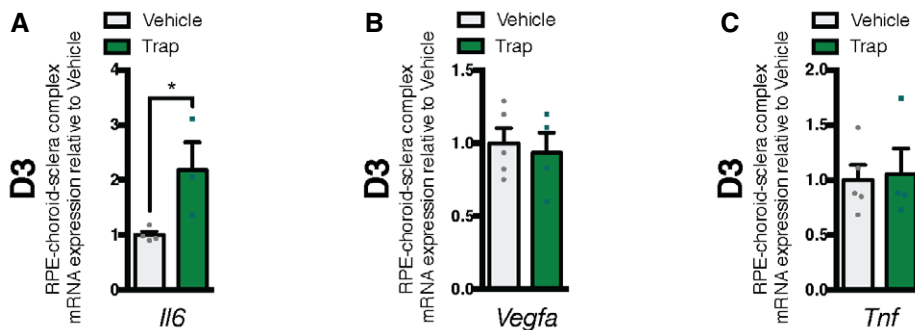 A
Vehicle
Trap
D3
RPE-choroid-sclera complex
mRNA expression relative to Vehicle
4
3
2
1
0
*
Il6
B
Vehicle
Trap
D3
RPE-choroid-sclera complex
mRNA expression relative to Vehicle
1.5
1.0
0.5
0.0
Vegfa
C
Vehicle
Trap
D3
RPE-choroid-sclera complex
mRNA expression relative to Vehicle
2.0
1.5
1.0
0.5
0.0
Tnf